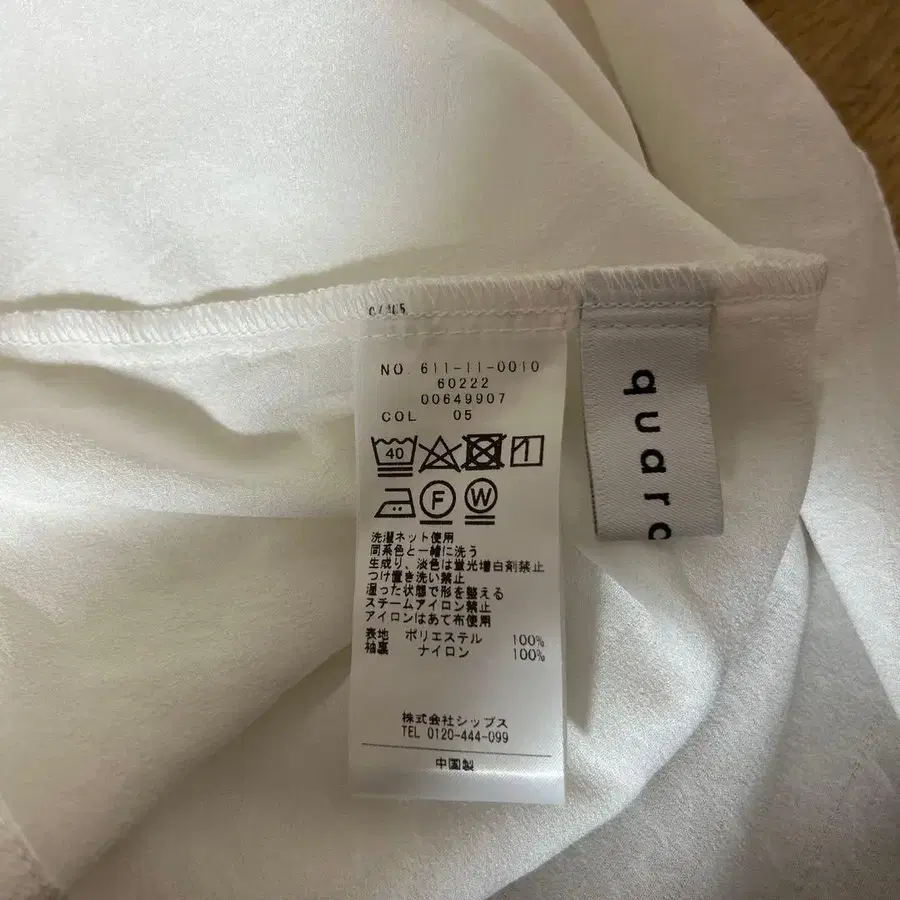 NO. 611-11-0010
60222
00649907
COL 05
40
F W
洗濯ネット使用
同系色と一緒に洗う
生成り、淡色は蛍光増白剤禁止
つけ置き洗い禁止
湿った状態で形を整える
スチームアイロン禁止
アイロンはあて布使用
表地 ポリエステル 100%
袖裏 ナイロン 100%
株式会社シップス
TEL 0120-444-099
中国製
quar